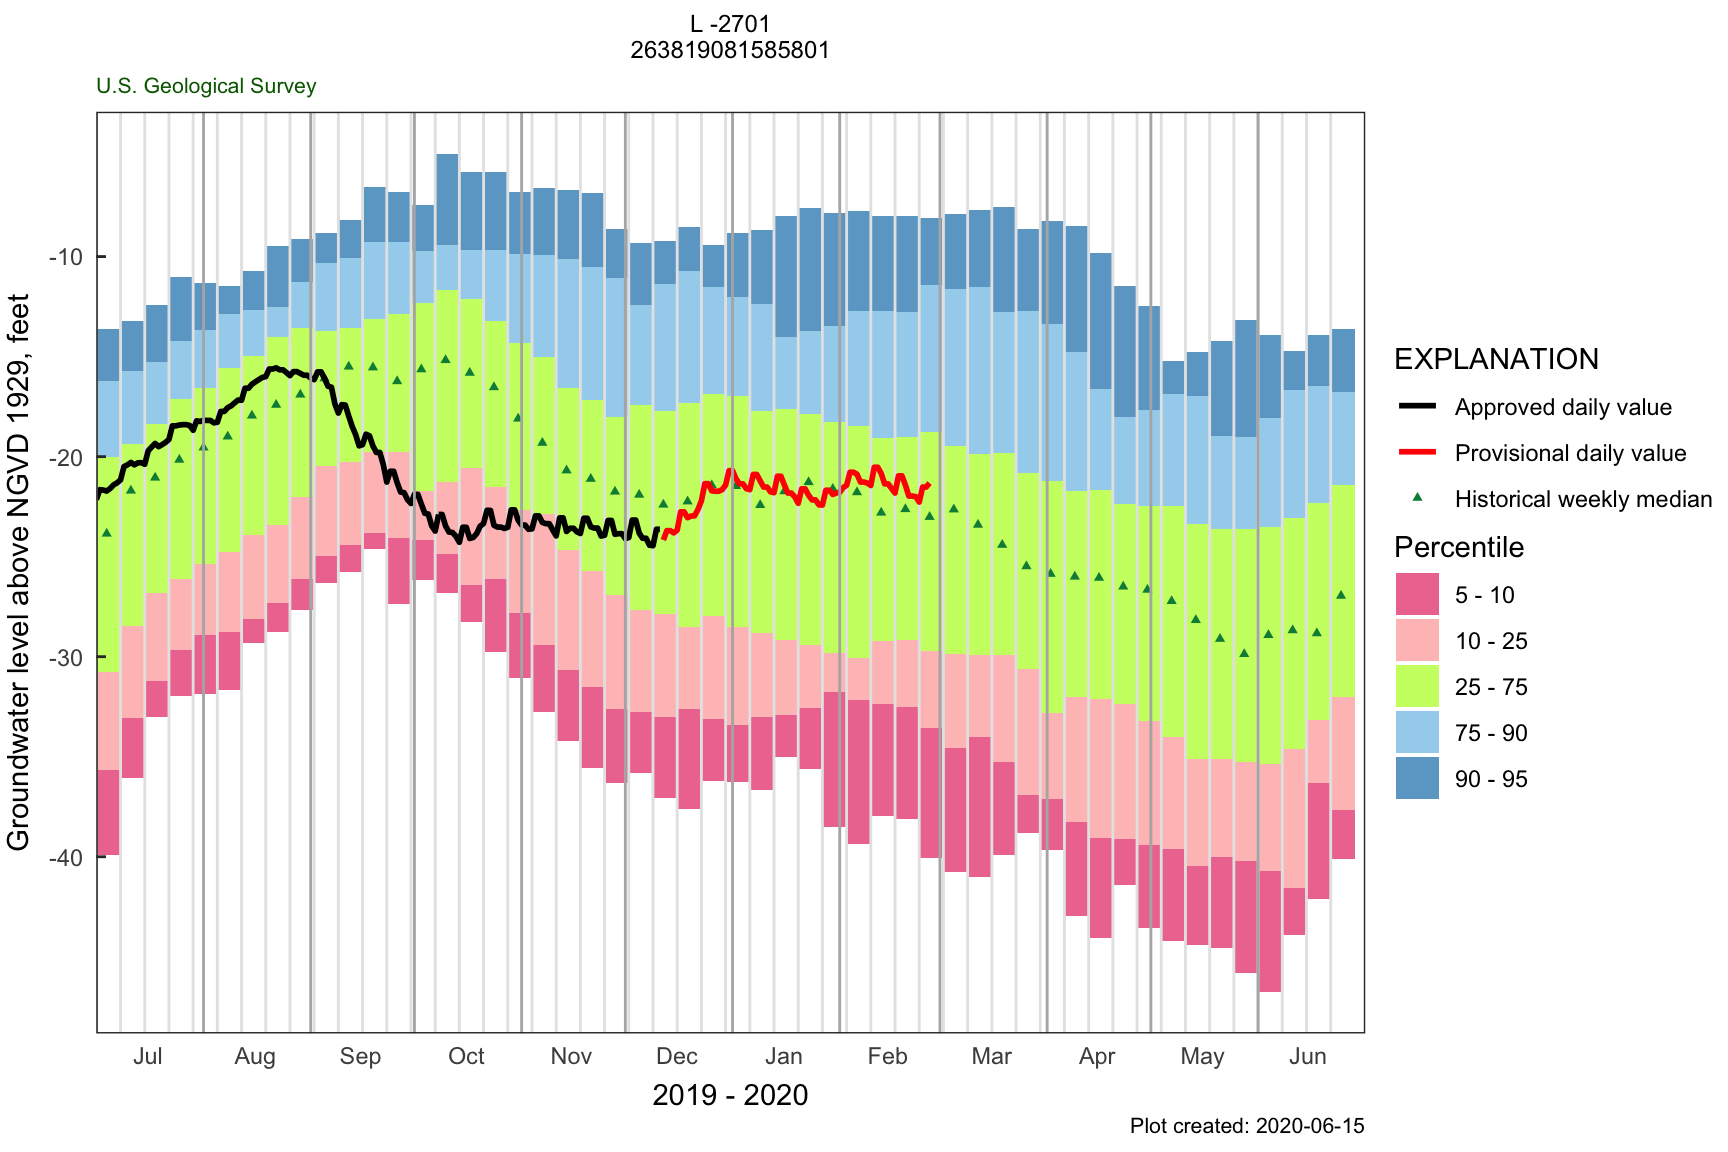 L -2701
263819081585801
U.S. Geological Survey
Groundwater level above NGVD 1929, feet
-10
-20
-30
-40
Jul Aug Sep Oct Nov Dec Jan Feb Mar Apr May Jun
2019 - 2020
EXPLANATION
Approved daily value
Provisional daily value
Historical weekly median
Percentile
5 - 10
10 - 25
25 - 75
75 - 90
90 - 95
Plot created: 2020-06-15